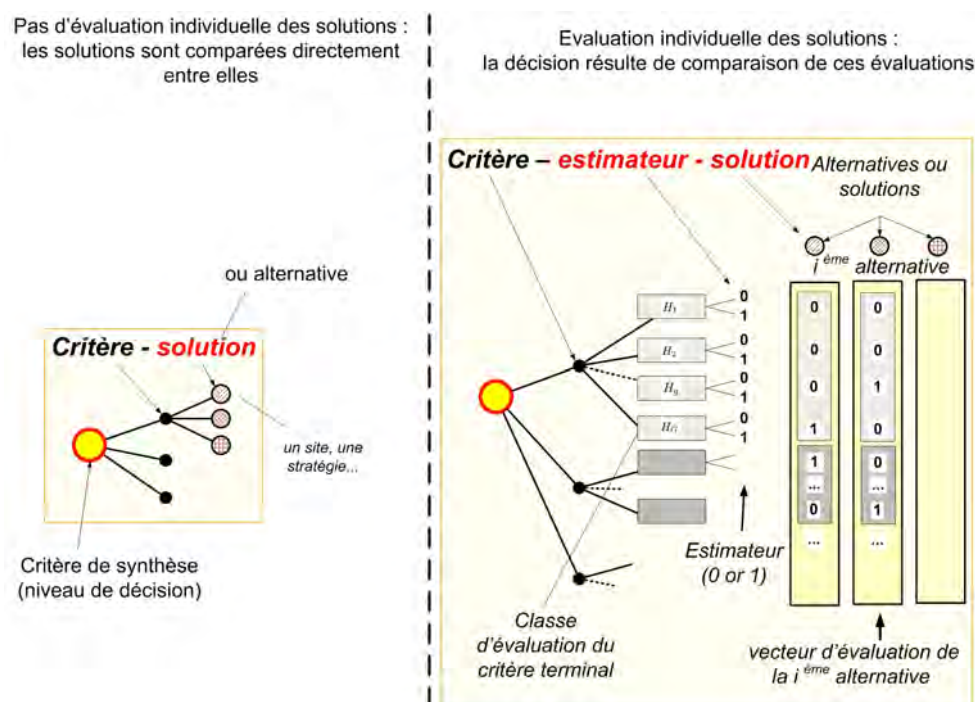 Pas d'évaluation individuelle des solutions :
les solutions sont comparées directement
entre elles
ou alternative
Critère - solution
un site, une
stratégie...
Critère de synthèse
(niveau de décision)
Evaluation individuelle des solutions :
la décision résulte de comparaison de ces évaluations
Critère – estimateur - solution
Alternatives ou
solutions
i ème alternative
H1
0
1
H2
0
1
H3
0
1
0
1
0
0
0
1
1
...
0
...
0
0
1
0
0
...
1
...
Estimateur
(0 or 1)
Classe
d'évaluation du
critère terminal
vecteur d'évaluation de
la i ème alternative